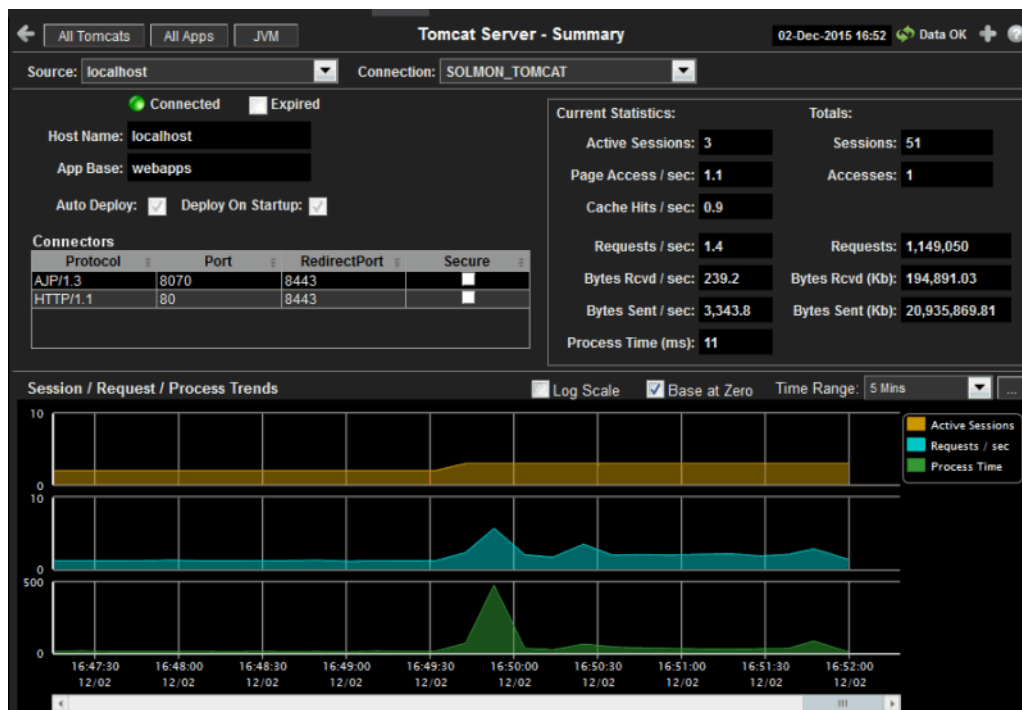 All Tomcats All Apps JVM Tomcat Server - Summary 02-Dec-2015 16:52 Data OK + ?
Source: localhost Connection: SOLMON_TOMCAT
Connected Expired
Host Name: localhost
App Base: webapps
Auto Deploy: Deploy On Startup:
Connectors
Protocol Port RedirectPort Secure
AJP/1.3 8070 8443
HTTP/1.1 80 8443
Current Statistics: Totals:
Active Sessions: 3 Sessions: 51
Page Access / sec: 1.1 Accesses: 1
Cache Hits / sec: 0.9
Requests / sec: 1.4 Requests: 1,149,050
Bytes Rcvd / sec: 239.2 Bytes Rcvd (Kb): 194,891.03
Bytes Sent / sec: 3,343.8 Bytes Sent (Kb): 20,935,869.81
Process Time (ms): 11
Session / Request / Process Trends Log Scale Base at Zero Time Range: 5 Mins ...
10
0
10
0
500
0
Active Sessions
Requests / sec
Process Time
16:47:30 16:48:00 16:48:30 16:49:00 16:49:30 16:50:00 16:50:30 16:51:00 16:51:30 16:52:00
12/02 12/02 12/02 12/02 12/02 12/02 12/02 12/02 12/02 12/02